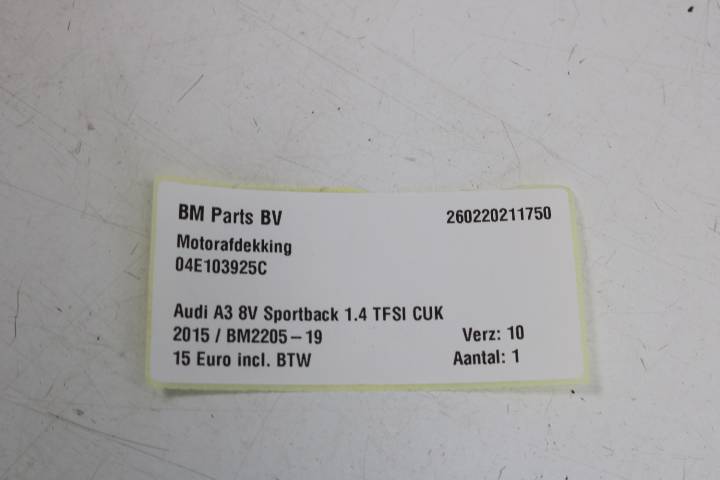 BM Parts BV 260220211750
Motorafdekking
04E103925C
Audi A3 8V Sportback 1.4 TFSI CUK
2015 / BM2205 – 19 Verz: 10
15 Euro incl. BTW Aantal: 1